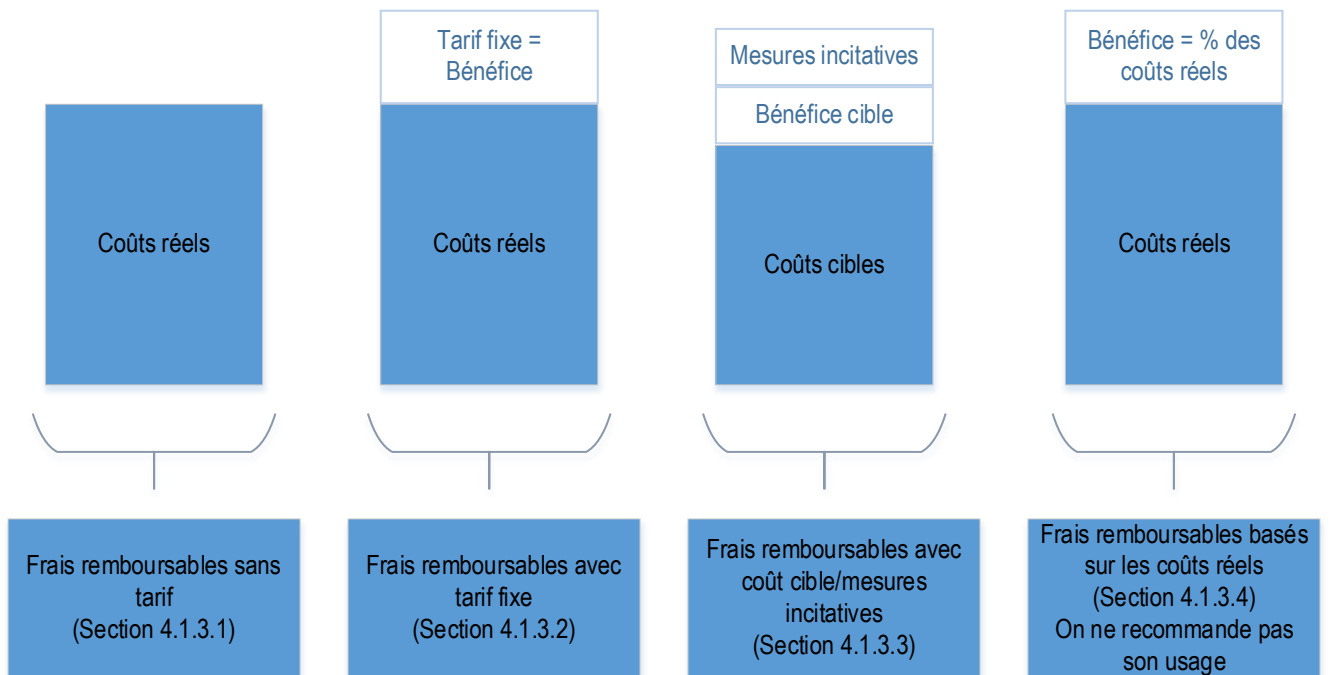 Coûts réels
Tarif fixe =
Bénéfice
Coûts réels
Mesures incitatives
Bénéfice cible
Coûts cibles
Bénéfice = % des
coûts réels
Coûts réels
Frais remboursables sans
tarif
(Section 4.1.3.1)
Frais remboursables avec
tarif fixe
(Section 4.1.3.2)
Frais remboursables avec
coût cible/mesures
incitatives
(Section 4.1.3.3)
Frais remboursables basés
sur les coûts réels
(Section 4.1.3.4)
On ne recommande pas
son usage